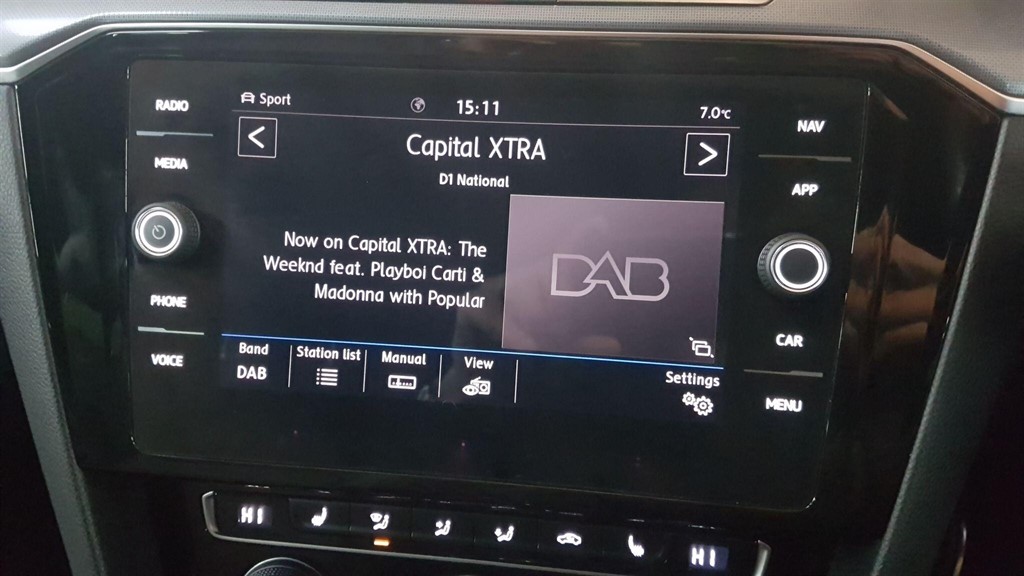 Sport
15:11
7.0°C
Capital XTRA
D1 National
Now on Capital XTRA: The
Weeknd feat. Playboi Carti &
Madonna with Popular
DAB
Band
DAB
Station list
Manual
View
Settings
RADIO
MEDIA
PHONE
VOICE
NAV
APP
CAR
MENU
HI
HI